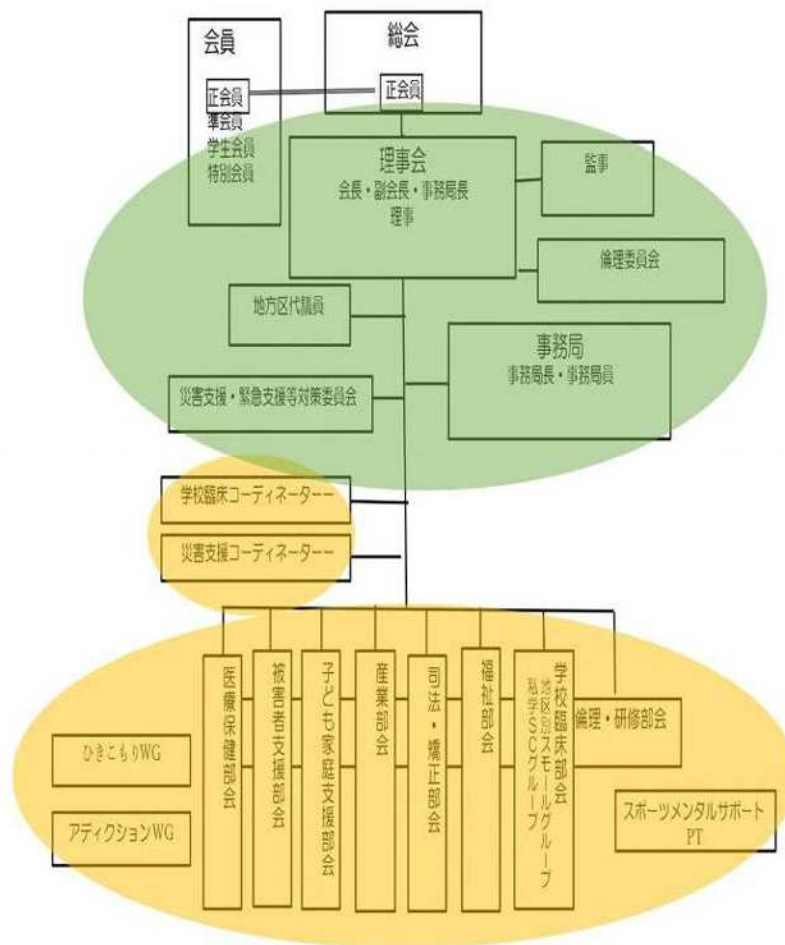 会員
正会員
準会員
学生会員
特別会員
総会
正会員
理事会
会長・副会長・事務局長
理事
監事
倫理委員会
地方区代議員
事務局
事務局長・事務局員
災害支援・緊急支援等対策委員会
学校臨床コーディネーターー
災害支援コーディネーターー
ひきこもりWG
アディクションWG
医療保健部会
被害者支援部会
子ども家庭支援部会
産業部会
司法・矯正部会
福祉部会
学校臨床部会
地区別スモールグループ
私学SCグループ
倫理・研修部会
スポーツメンタルサポート
PT